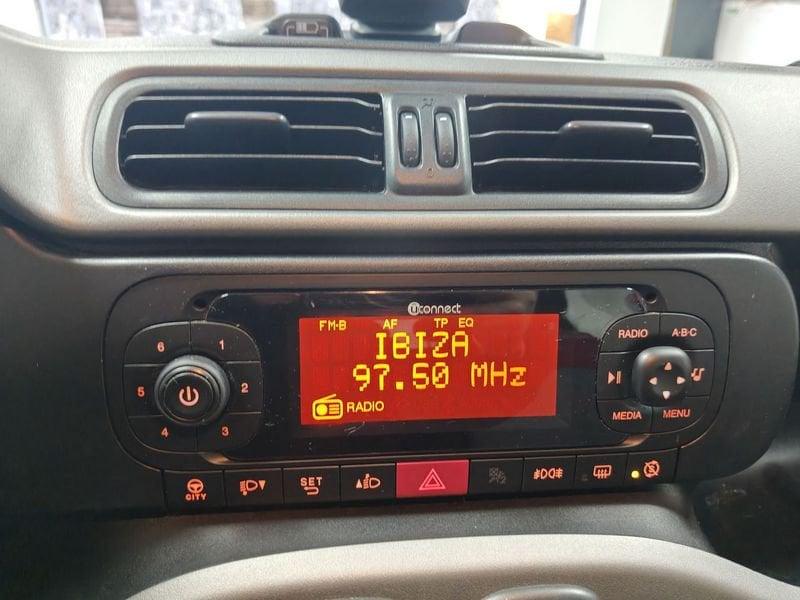 Uconnect
FM-B AF TP EQ
IBIZA
97.50 MHz
RADIO
6 1
5 2
4 3
RADIO A-B-C
MEDIA MENU
CITY
SET
0